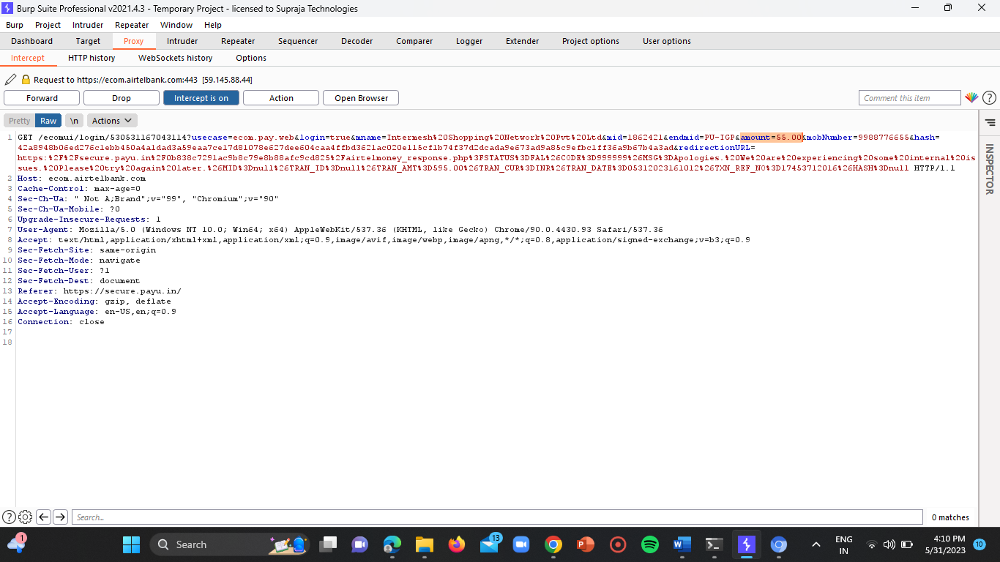 Burp Suite Professional v2021.4.3 - Temporary Project - licensed to Supraja Technologies
Burp Project Intruder Repeater Window Help
Dashboard Target Proxy Intruder Repeater Sequencer Decoder Comparer Logger Extender Project options User options
Intercept HTTP history WebSockets history Options
Request to https://ecom.airtelbank.com:443 [59.145.88.44]
Forward Drop Intercept is on Action Open Browser Comment this item
Pretty Raw \n Actions
1 GET /ecomui/login/530531167043114?usecase=ecom.pay.web&login=true&mname=Intermesh%20Shopping%20Network%20Pvt%20Ltd&mid=1862421&endmid=PU-IGP&amount=55.00&mobNumber=9988776655&hash=
42a8948b06ed276c1ebb450a4a1dad3a59eaa7ce17d81078e627dee604caa4ffbd3621ac020e115cf1b74f37d2dcada9e673ad9a85c9efbc1ff36a9b67b4a3ad&redirectionURL=
https:%2F%2Fsecure.payu.in%2F0b838c7291ac9b8c79e8b88afc9cd825%2Fairtelmoney_response.php%3FSTATUS%3DFAL%26CODE%3D999999%26MSG%3DApologies.%20We%20are%20experiencing%20some%20internal%20is
sues.%20Please%20try%20again%20later.%26MID%3Dnull%26TRAN_ID%3Dnull%26TRAN_AMT%3D595.00%26TRAN_CUR%3DINR%26TRAN_DATE%3D05312023161012%26TXN_REF_NO%3D17453712016%26HASH%3Dnull HTTP/1.1
2 Host: ecom.airtelbank.com
3 Cache-Control: max-age=0
4 Sec-Ch-Ua: " Not A;Brand";v="99", "Chromium";v="90"
5 Sec-Ch-Ua-Mobile: ?0
6 Upgrade-Insecure-Requests: 1
7 User-Agent: Mozilla/5.0 (Windows NT 10.0; Win64; x64) AppleWebKit/537.36 (KHTML, like Gecko) Chrome/90.0.4430.93 Safari/537.36
8 Accept: text/html,application/xhtml+xml,application/xml;q=0.9,image/avif,image/webp,image/apng,*/*;q=0.8,application/signed-exchange;v=b3;q=0.9
9 Sec-Fetch-Site: same-origin
10 Sec-Fetch-Mode: navigate
11 Sec-Fetch-User: ?1
12 Sec-Fetch-Dest: document
13 Referer: https://secure.payu.in/
14 Accept-Encoding: gzip, deflate
15 Accept-Language: en-US,en;q=0.9
16 Connection: close
17
18
INSPECTOR
Search... 0 matches
1 Search 13 ENG 4:10 PM
IN 5/31/2023 10